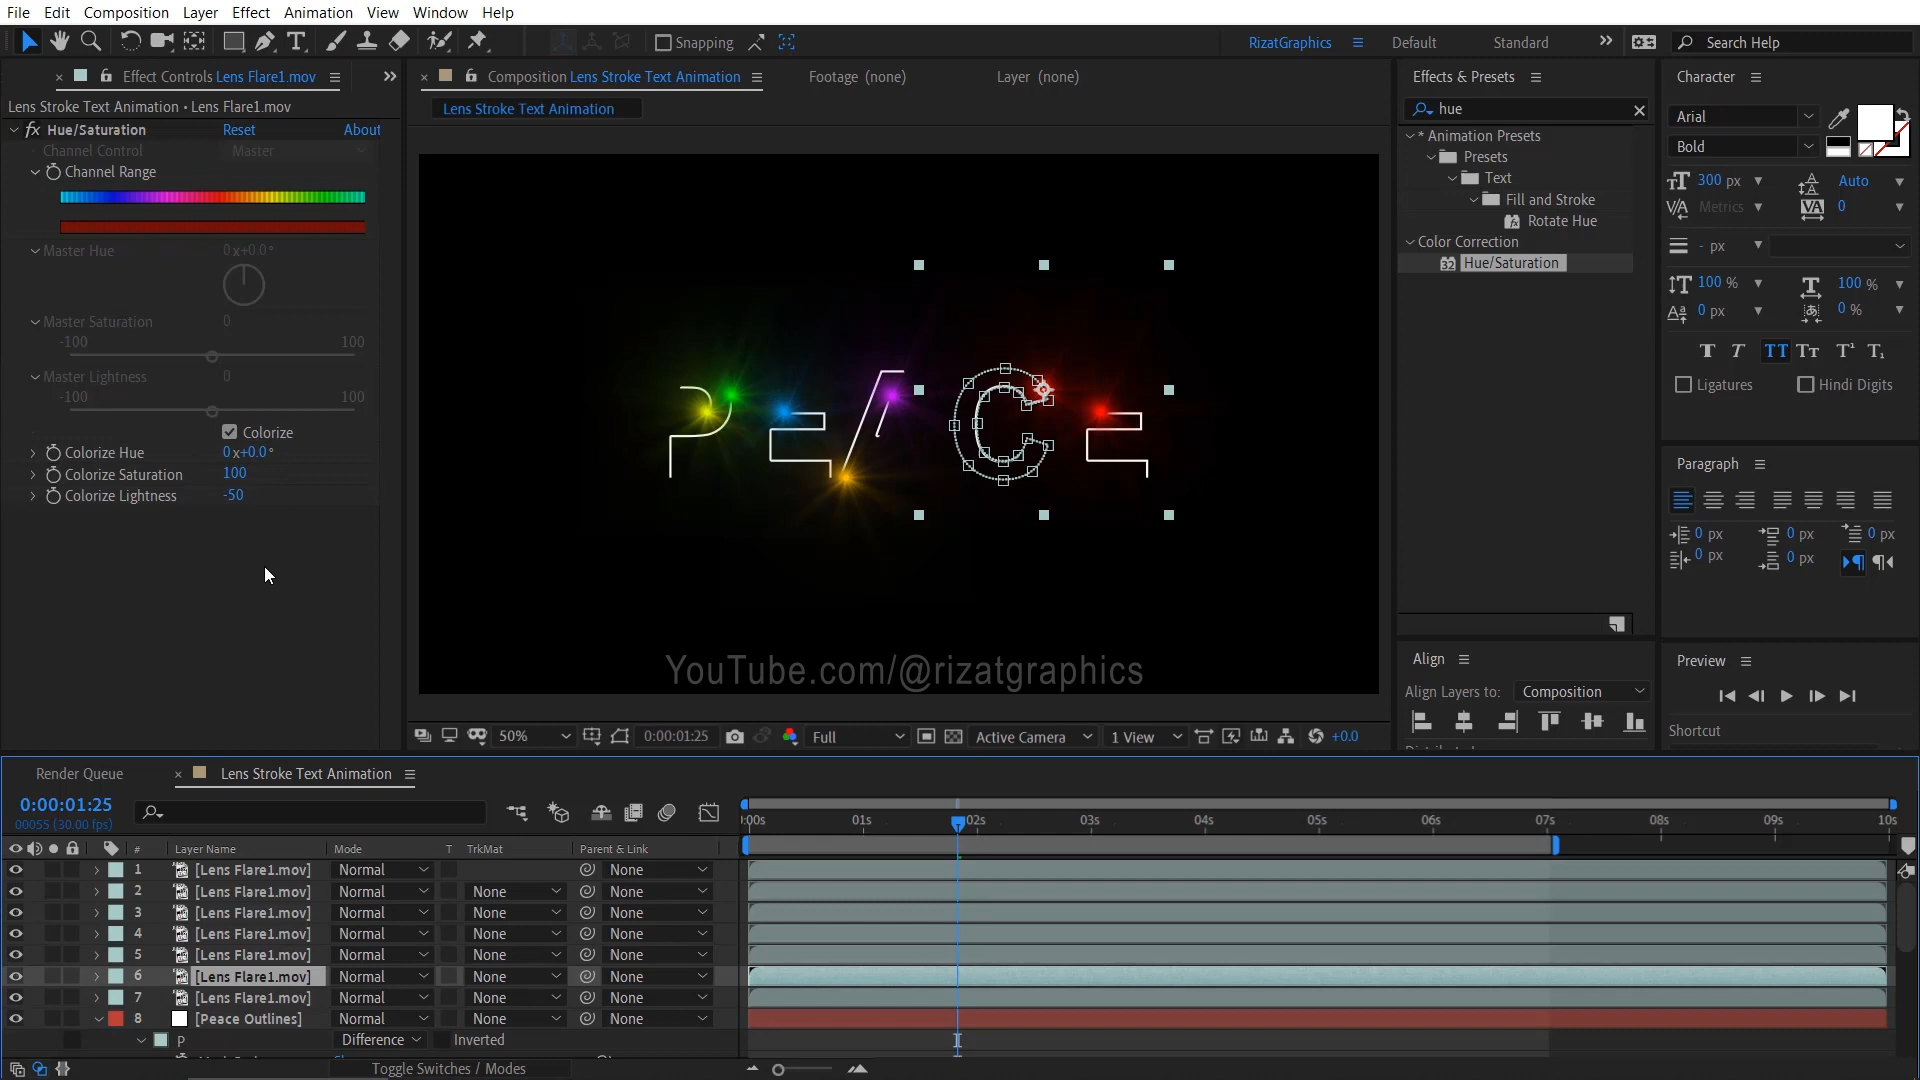 File Edit Composition Layer Effect Animation View Window Help
Snapping
RizatGraphics Default Standard Search Help
Effect Controls Lens Flare1.mov
Lens Stroke Text Animation • Lens Flare1.mov
fx Hue/Saturation Reset About
Channel Control Master
Channel Range
Master Hue 0x+0.0°
Master Saturation 0
-100 100
Master Lightness 0
-100 100
Colorize
Colorize Hue 0x+0.0°
Colorize Saturation 100
Colorize Lightness -50
Composition Lens Stroke Text Animation Footage (none) Layer (none)
Lens Stroke Text Animation
YouTube.com/@rizatgraphics
50% 0:00:01:25 Full Active Camera 1 View +0.0
Effects & Presets
hue
* Animation Presets
Presets
Text
Fill and Stroke
Rotate Hue
Color Correction
32 Hue/Saturation
Align
Align Layers to: Composition
Character
Arial
Bold
300 px Auto
Metrics 0
- px
100 % 100 %
0 px 0 %
Ligatures Hindi Digits
Paragraph
0 px 0 px 0 px
0 px 0 px
Preview
Shortcut
Render Queue Lens Stroke Text Animation
0:00:01:25
00055 (30.00 fps)
:00s 01s 02s 03s 04s 05s 06s 07s 08s 09s 10s
# Layer Name Mode T TrkMat Parent & Link
1 [Lens Flare1.mov] Normal None
2 [Lens Flare1.mov] Normal None None
3 [Lens Flare1.mov] Normal None None
4 [Lens Flare1.mov] Normal None None
5 [Lens Flare1.mov] Normal None None
6 [Lens Flare1.mov] Normal None None
7 [Lens Flare1.mov] Normal None None
8 [Peace Outlines] Normal None None
P Difference Inverted
Toggle Switches / Modes